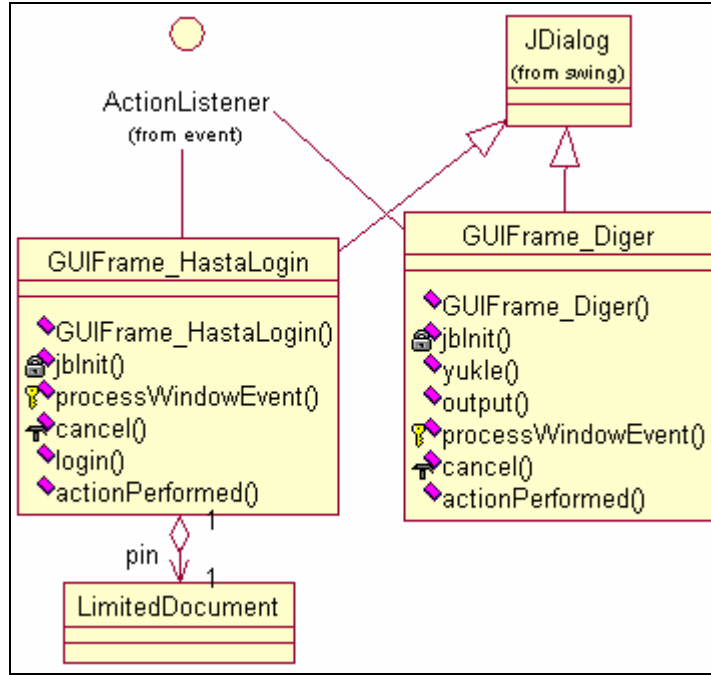 JDialog
(from swing)
ActionListener
(from event)
GUIFrame_HastaLogin
GUIFrame_HastaLogin()
jbInit()
processWindowEvent()
cancel()
login()
actionPerformed()
GUIFrame_Diger
GUIFrame_Diger()
jbInit()
yukle()
output()
processWindowEvent()
cancel()
actionPerformed()
1
pin
1
LimitedDocument